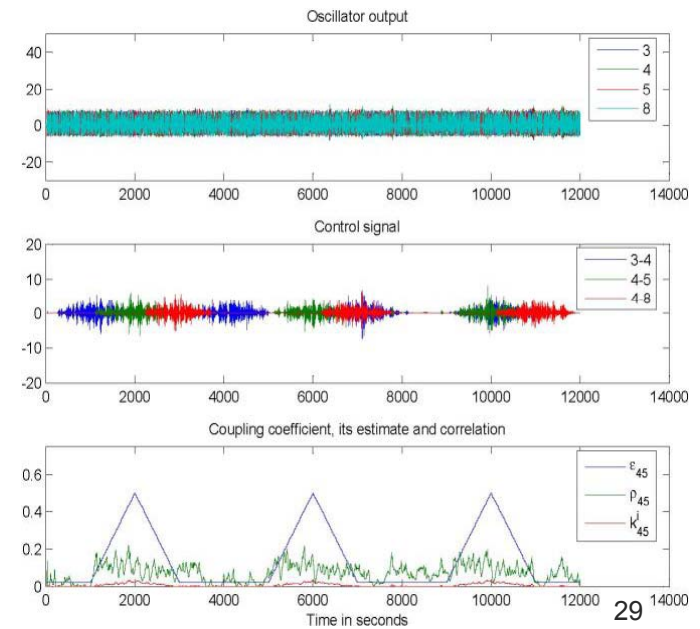 Oscillator output
40
20
0
-20
3
4
5
8
0 2000 4000 6000 8000 10000 12000 14000
Control signal
20
10
0
-10
-20
3-4
4-5
4-8
0 2000 4000 6000 8000 10000 12000 14000
Coupling coefficient, its estimate and correlation
0.6
0.4
0.2
0
ε45
ρ45
k^i_45
0 2000 4000 6000 8000 10000 12000 14000
Time in seconds
29